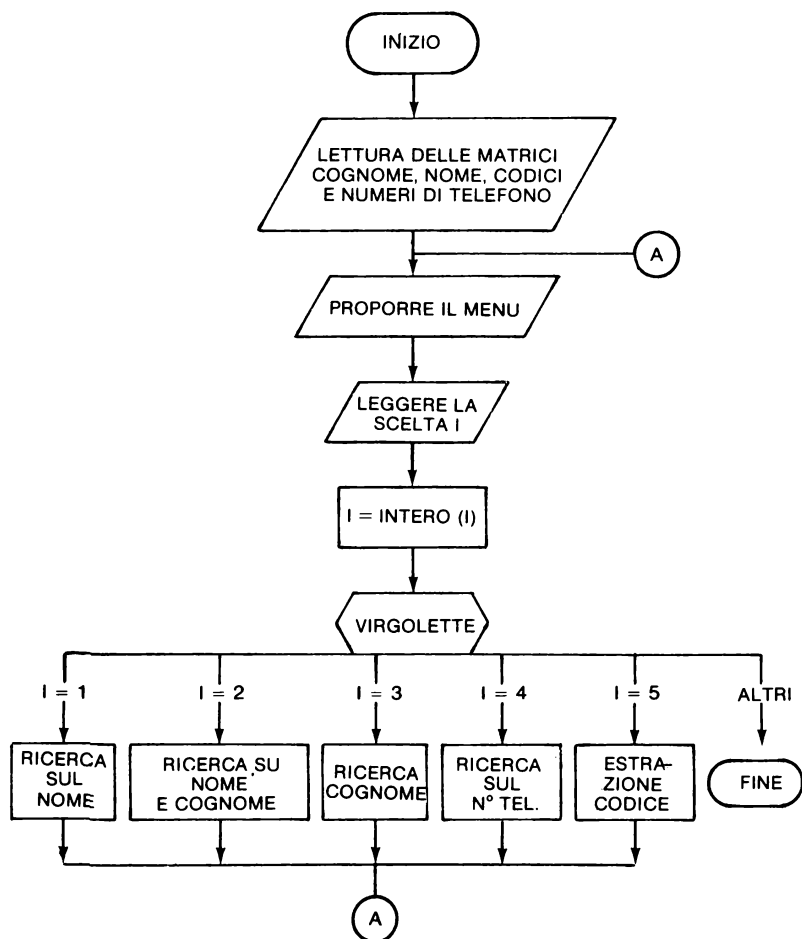 INIZIO
LETTURA DELLE MATRICI
COGNOME, NOME, CODICI
E NUMERI DI TELEFONO
A
PROPORRE IL MENU
LEGGERE LA
SCELTA I
I = INTERO (I)
VIRGOLETTE
I = 1
I = 2
I = 3
I = 4
I = 5
ALTRI
RICERCA
SUL
NOME
RICERCA SU
NOME
E COGNOME
RICERCA
COGNOME
RICERCA
SUL
N° TEL.
ESTRA-
ZIONE
CODICE
FINE
A